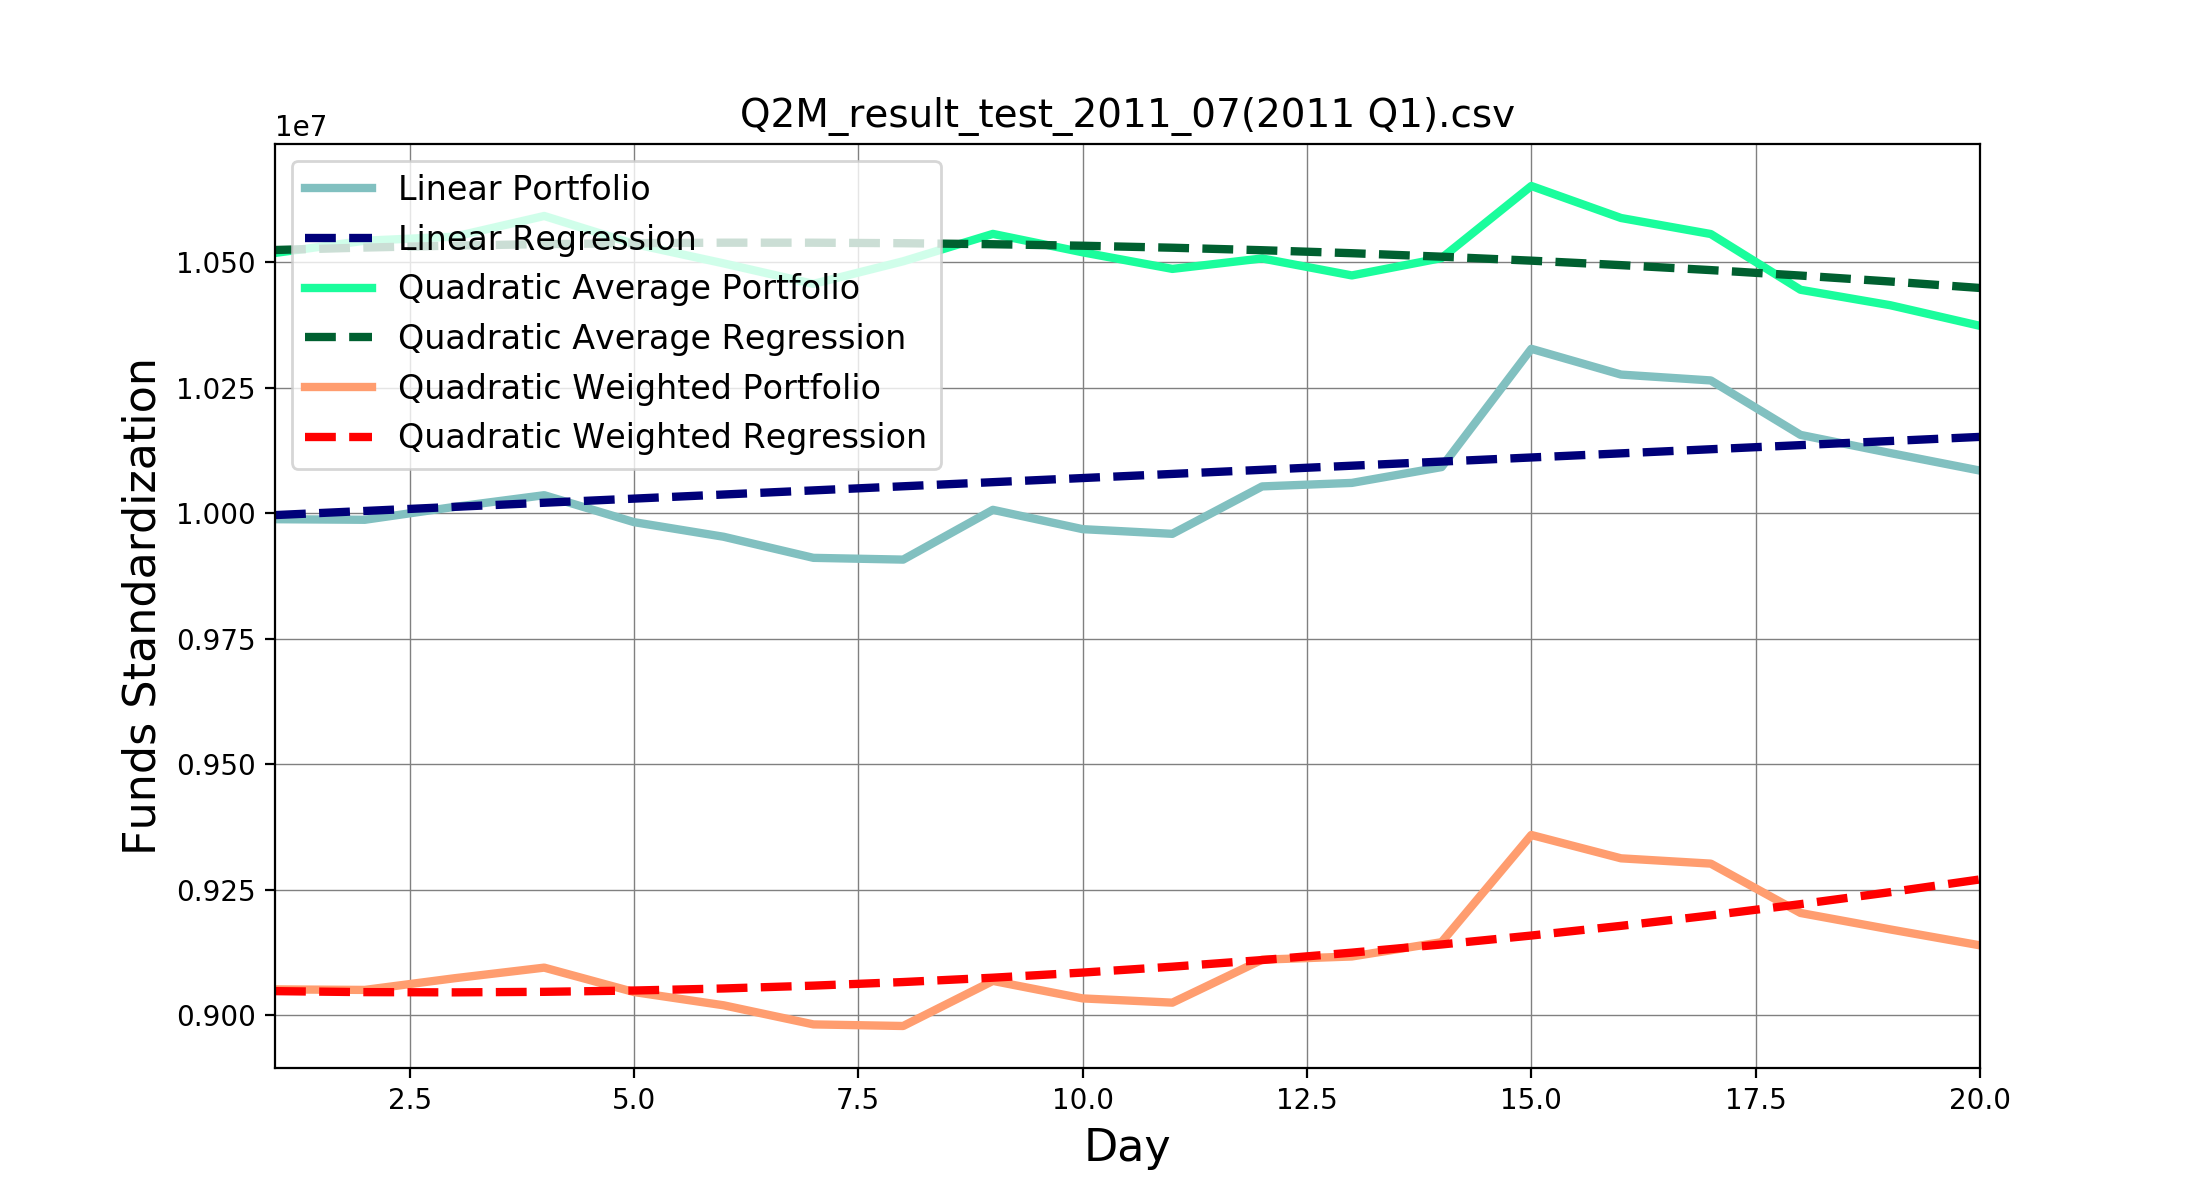 Q2M_result_test_2011_07(2011 Q1).csv
1e7
Linear Portfolio
Linear Regression
Quadratic Average Portfolio
Quadratic Average Regression
Quadratic Weighted Portfolio
Quadratic Weighted Regression
Funds Standardization
1.050
1.025
1.000
0.975
0.950
0.925
0.900
2.5 5.0 7.5 10.0 12.5 15.0 17.5 20.0
Day